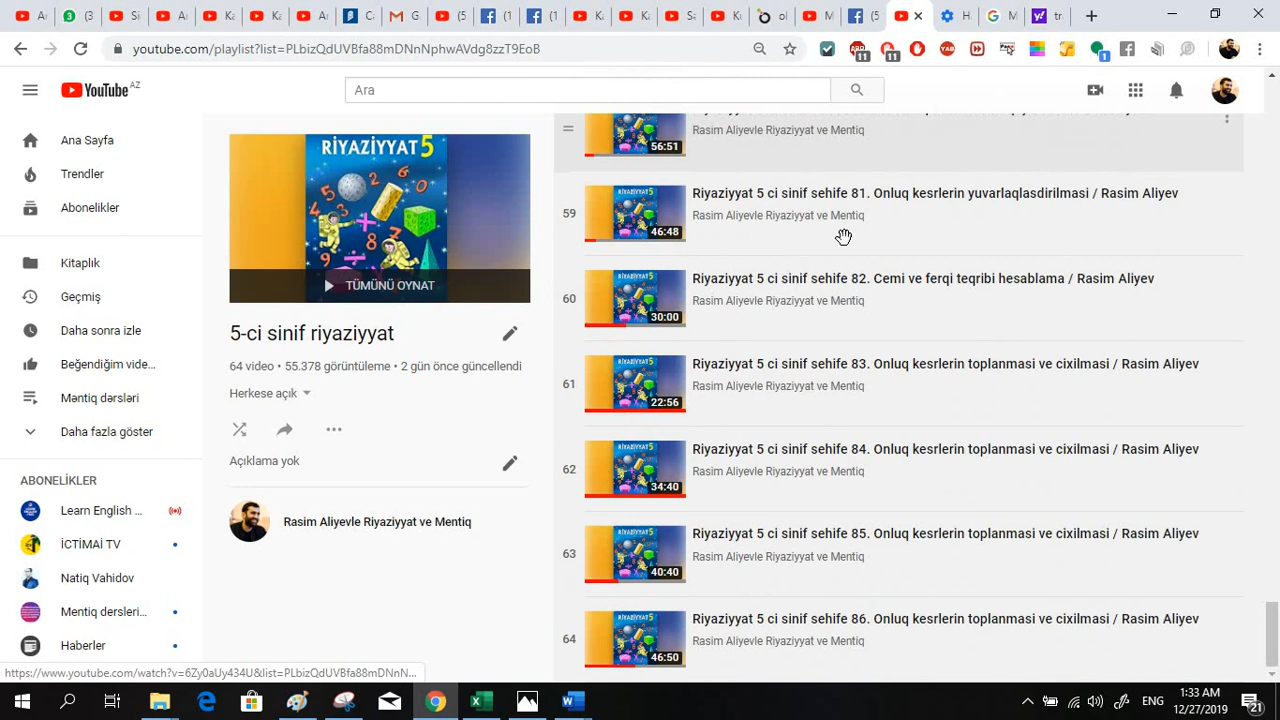 youtube.com/playlist?list=PLbizQdUVBfa88mDNnNphwAVdg8zzT9EoB
11
11
1
YouTube AZ
Ara
Ana Sayfa
Trendler
Abonelikler
Kitaplık
Geçmiş
Daha sonra izle
Beğendiğim vide...
Məntiq dərsləri
Daha fazla göster
ABONELİKLER
Learn English ...
İCTİMAİ TV
Natiq Vahidov
Mentiq dersleri...
Haberler
RİYAZİYYAT 5
TÜMÜNÜ OYNAT
5-ci sinif riyaziyyat
64 video • 55.378 görüntüleme • 2 gün önce güncellendi
Herkese açık
Açıklama yok
Rasim Aliyevle Riyaziyyat ve Mentiq
56:51
Rasim Aliyevle Riyaziyyat ve Mentiq
59
46:48
Riyaziyyat 5 ci sinif sehife 81. Onluq kesrlerin yuvarlaqlasdirilmasi / Rasim Aliyev
Rasim Aliyevle Riyaziyyat ve Mentiq
60
30:00
Riyaziyyat 5 ci sinif sehife 82. Cemi ve ferqi teqribi hesablama / Rasim Aliyev
Rasim Aliyevle Riyaziyyat ve Mentiq
61
22:56
Riyaziyyat 5 ci sinif sehife 83. Onluq kesrlerin toplanmasi ve cixilmasi / Rasim Aliyev
Rasim Aliyevle Riyaziyyat ve Mentiq
62
34:40
Riyaziyyat 5 ci sinif sehife 84. Onluq kesrlerin toplanmasi ve cixilmasi / Rasim Aliyev
Rasim Aliyevle Riyaziyyat ve Mentiq
63
40:40
Riyaziyyat 5 ci sinif sehife 85. Onluq kesrlerin toplanmasi ve cixilmasi / Rasim Aliyev
Rasim Aliyevle Riyaziyyat ve Mentiq
64
46:50
Riyaziyyat 5 ci sinif sehife 86. Onluq kesrlerin toplanmasi ve cixilmasi / Rasim Aliyev
Rasim Aliyevle Riyaziyyat ve Mentiq
https://www.youtube.com/watch?v=6Zy0aUy434U&list=PLbizQdUVBfa88mDNnN...
ENG
1:33 AM
12/27/2019
21